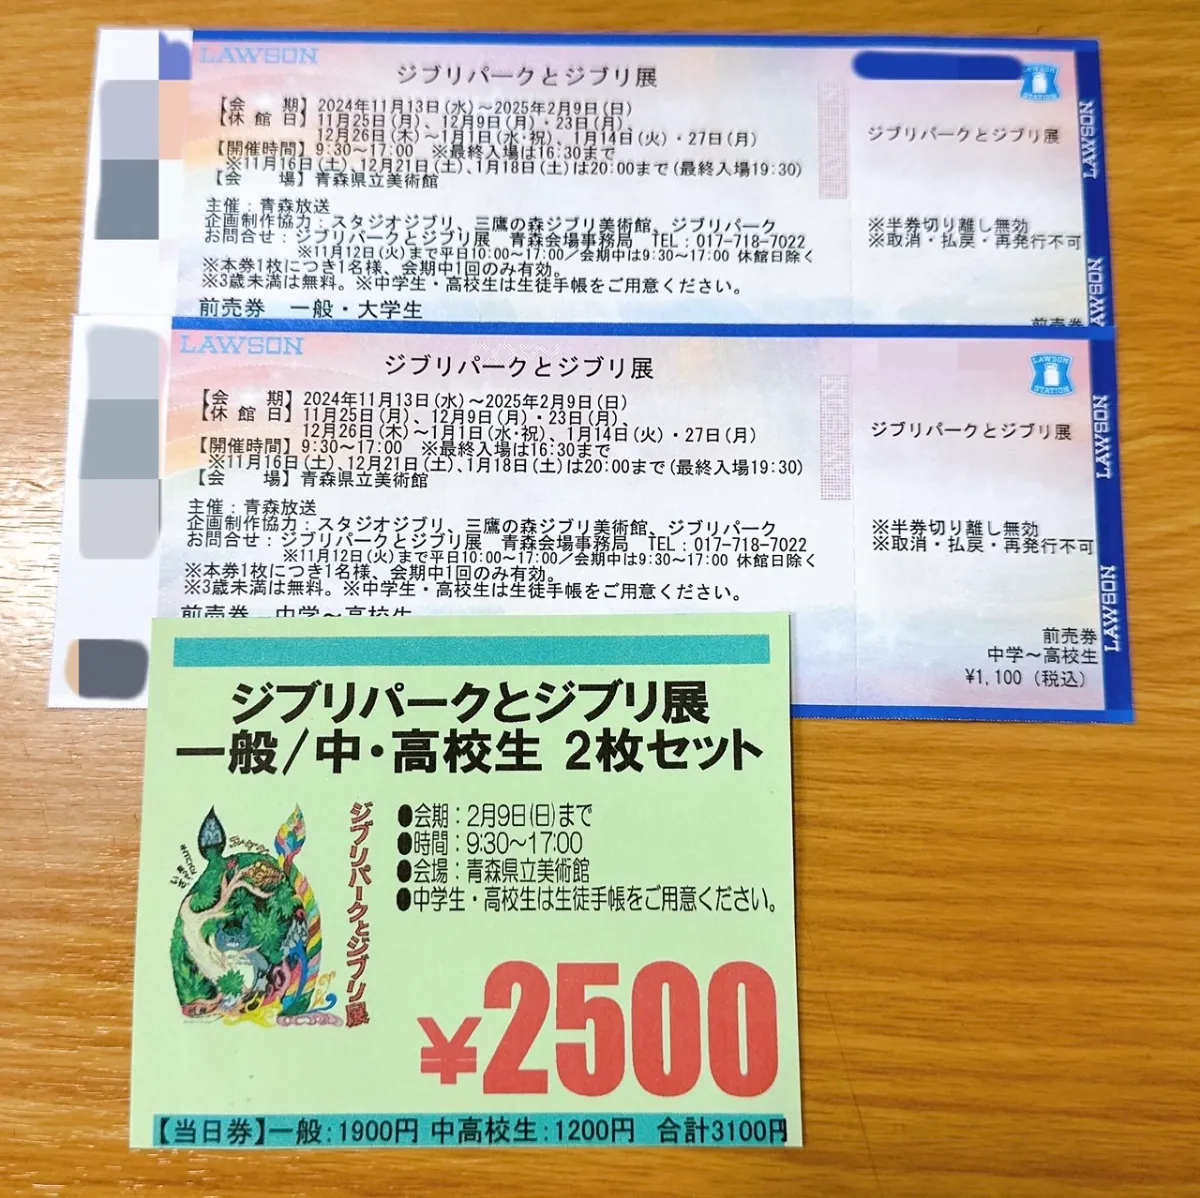 LAWSON
ジブリパークとジブリ展
【会　期】2024年11月13日(水)～2025年2月9日(日)
【休館日】11月25日(月)、12月9日(月)・23日(月)
12月26日(木)～1月1日(水・祝)、1月14日(火)・27日(月)
【開催時間】9:30～17:00　※最終入場は16:30まで
※11月16日(土)、12月21日(土)、1月18日(土)は20:00まで(最終入場19:30)
【会　場】青森県立美術館
主催：青森放送
企画制作協力：スタジオジブリ、三鷹の森ジブリ美術館、ジブリパーク
お問合せ：ジブリパークとジブリ展　青森会場事務局　TEL：017-718-7022
※11月12日(火)まで平日10:00～17:00／会期中は9:30～17:00 休館日除く
※本券1枚につき1名様、会期中1回のみ有効。
※3歳未満は無料。※中学生・高校生は生徒手帳をご用意ください。
前売券　一般・大学生
LAWSON STATION
ジブリパークとジブリ展
※半券切り離し無効
※取消・払戻・再発行不可
前売券
LAWSON
LAWSON
LAWSON
ジブリパークとジブリ展
【会　期】2024年11月13日(水)～2025年2月9日(日)
【休館日】11月25日(月)、12月9日(月)・23日(月)、
12月26日(木)～1月1日(水・祝)、1月14日(火)・27日(月)
【開催時間】9:30～17:00　※最終入場は16:30まで
※11月16日(土)、12月21日(土)、1月18日(土)は20:00まで(最終入場19:30)
【会　場】青森県立美術館
主催：青森放送
企画制作協力：スタジオジブリ、三鷹の森ジブリ美術館、ジブリパーク
お問合せ：ジブリパークとジブリ展　青森会場事務局　TEL：017-718-7022
※11月12日(火)まで平日10:00～17:00／会期中は9:30～17:00 休館日除く
※本券1枚につき1名様、会期中1回のみ有効。
※3歳未満は無料。※中学生・高校生は生徒手帳をご用意ください。
前売券　中学～高校生
LAWSON STATION
ジブリパークとジブリ展
※半券切り離し無効
※取消・払戻・再発行不可
前売券
中学～高校生
¥1,100（税込）
LAWSON
LAWSON
ジブリパークとジブリ展
一般/中・高校生 2枚セット
ジブリパークとジブリ展
●会期：2月9日(日)まで
●時間：9:30～17:00
●会場：青森県立美術館
●中学生・高校生は生徒手帳をご用意ください。
¥2500
【当日券】一般：1900円 中高校生：1200円　合計3100円